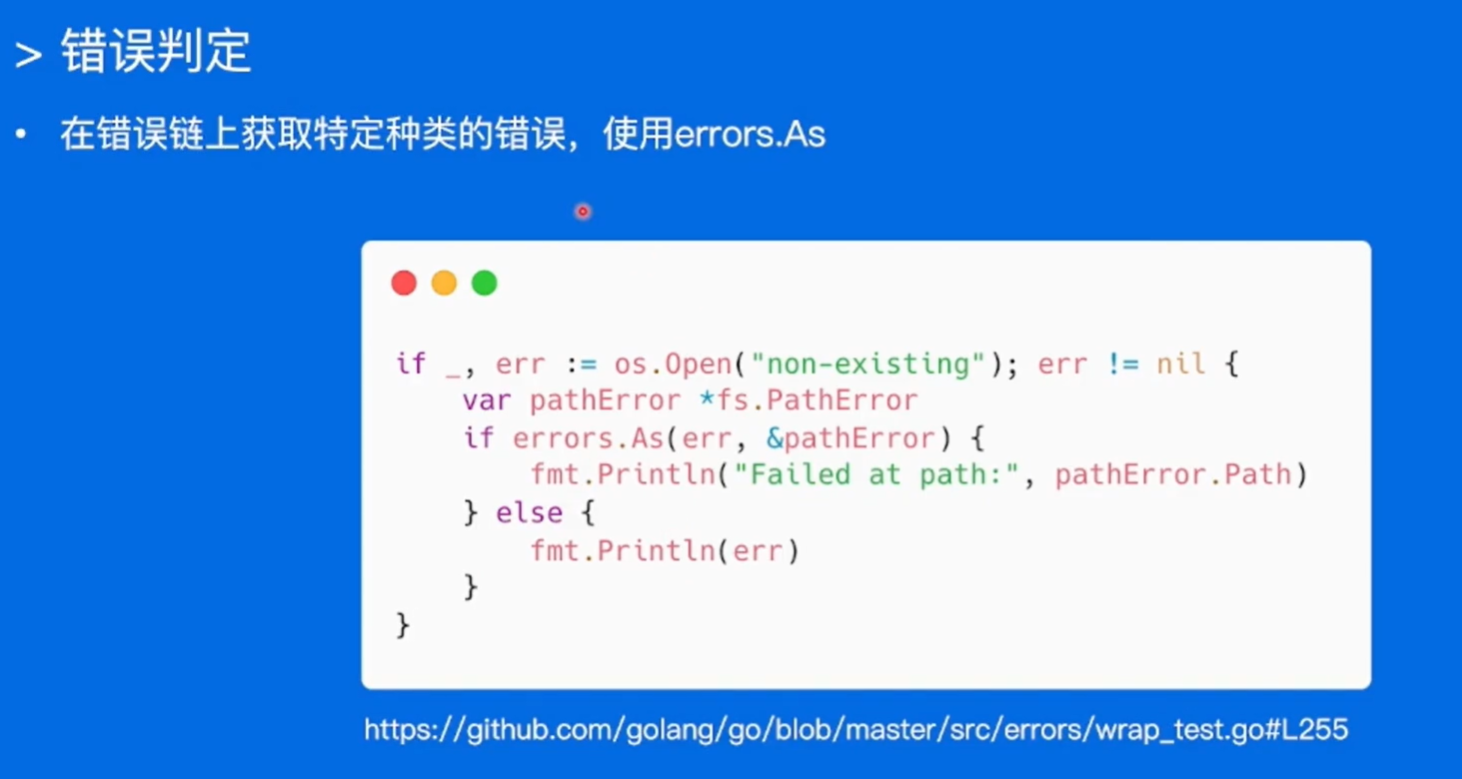 > 错误判定
• 在错误链上获取特定种类的错误，使用errors.As
if _, err := os.Open("non-existing"); err != nil {
    var pathError *fs.PathError
    if errors.As(err, &pathError) {
        fmt.Println("Failed at path:", pathError.Path)
    } else {
        fmt.Println(err)
    }
}
https://github.com/golang/go/blob/master/src/errors/wrap_test.go#L255